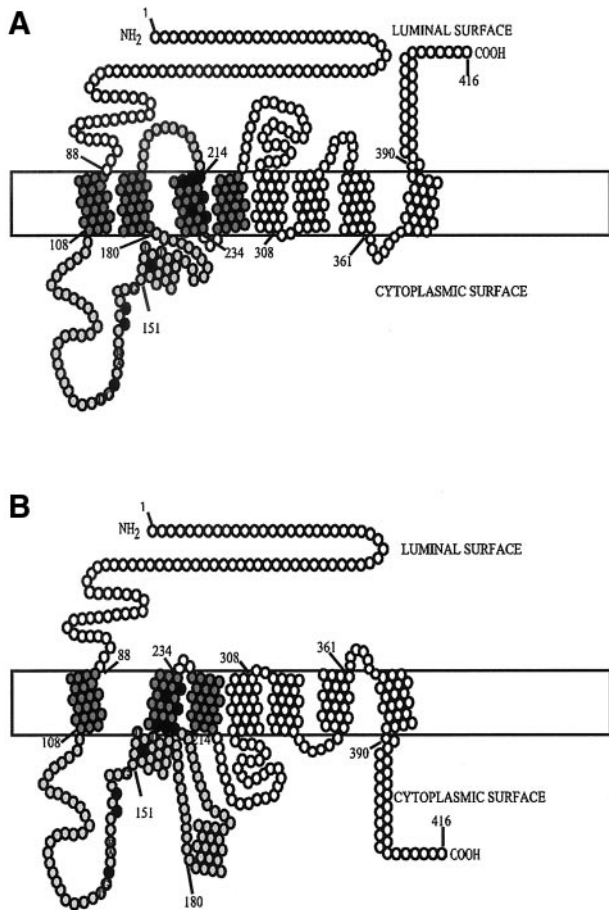 A
1
NH2
LUMINAL SURFACE
COOH
416
88
214
390
108
180
234
308
361
CYTOPLASMIC SURFACE
151
B
1
NH2
LUMINAL SURFACE
88
234
308
361
108
214
390
151
CYTOPLASMIC SURFACE
416
COOH
180